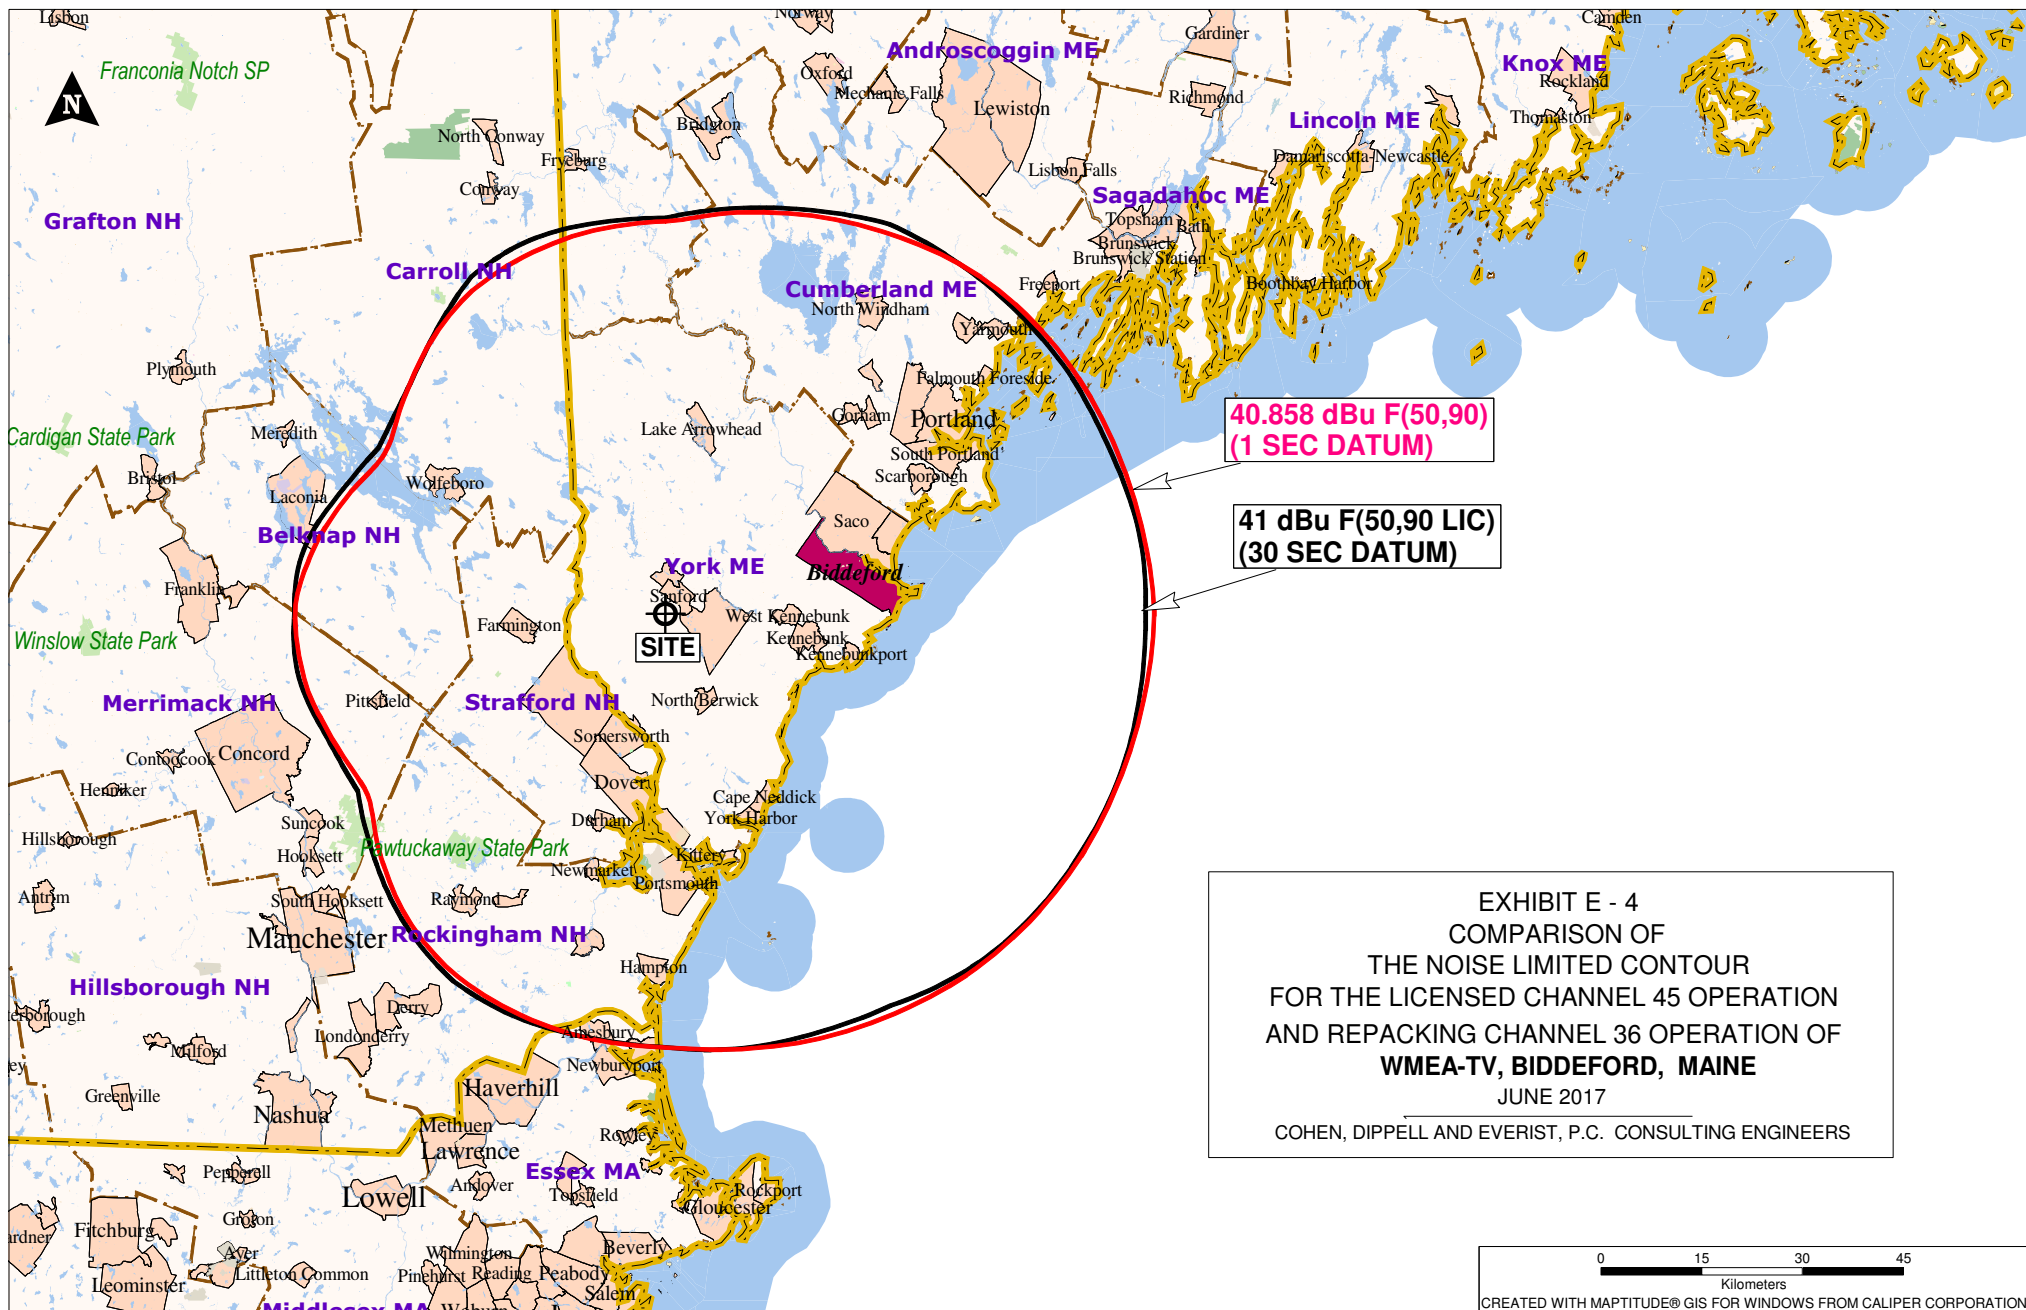 Lisbon
Norway
Camden
Gardiner
Androscoggin ME
Knox ME
Franconia Notch SP
Oxford
Rockland
Mechanic Falls
Richmond
N
Lewiston
Thomaston
Bridgton
Lincoln ME
North Conway
Fryeburg
Damariscotta-Newcastle
Lisbon Falls
Conway
Sagadahoc ME
Grafton NH
Topsham
Bath
Brunswick
Brunswick Station
Carroll NH
Freeport
Boothbay Harbor
Cumberland ME
North Windham
Yarmouth
Plymouth
Falmouth Foreside
Gorham
Portland
40.858 dBu F(50,90)
(1 SEC DATUM)
Cardigan State Park
Meredith
Lake Arrowhead
South Portland
Bristol
Wolfeboro
Scarborough
Laconia
Saco
41 dBu F(50,90 LIC)
(30 SEC DATUM)
Belknap NH
York ME
Biddeford
Franklin
Sanford
West Kennebunk
Winslow State Park
Farmington
Kennebunk
SITE
Kennebunkport
Merrimack NH
Pittsfield
Strafford NH
North Berwick
Somersworth
Contoocook
Concord
Henniker
Dover
Cape Neddick
Suncook
Durham
York Harbor
Hillsborough
Pawtuckaway State Park
Hooksett
Kittery
Newmarket
Portsmouth
Antrim
South Hooksett
Raymond
Manchester
Rockingham NH
Hampton
Hillsborough NH
Derry
terborough
Londonderry
Amesbury
Milford
ey
Newburyport
Greenville
Haverhill
Nashua
Methuen
Rowley
Lawrence
Essex MA
Pepperell
Andover
Topsfield
Rockport
Lowell
Gloucester
Groton
Fitchburg
ardner
Ayer
Wilmington
Beverly
Littleton Common
Pinehurst
Reading
Peabody
Leominster
Salem
Middlesex MA
Woburn
EXHIBIT E - 4
COMPARISON OF
THE NOISE LIMITED CONTOUR
FOR THE LICENSED CHANNEL 45 OPERATION
AND REPACKING CHANNEL 36 OPERATION OF
WMEA-TV, BIDDEFORD, MAINE
JUNE 2017
COHEN, DIPPELL AND EVERIST, P.C. CONSULTING ENGINEERS
0 15 30 45
Kilometers
CREATED WITH MAPTITUDE® GIS FOR WINDOWS FROM CALIPER CORPORATION